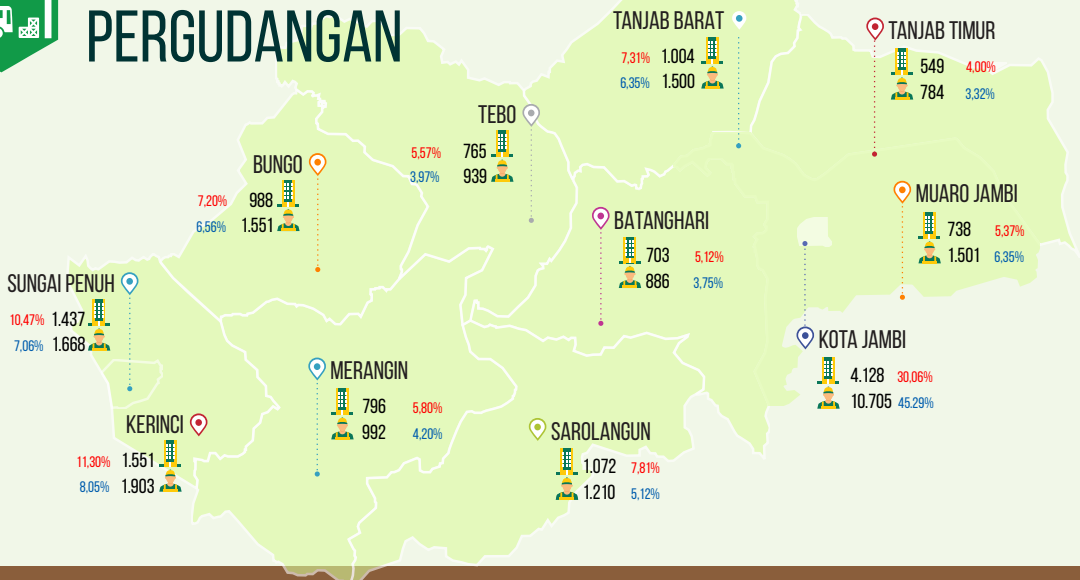 PERGUDANGAN
TANJAB BARAT
7,31% 1.004
6,35% 1.500
TANJAB TIMUR
549 4,00%
784 3,32%
TEBO
5,57% 765
3,97% 939
BUNGO
7,20% 988
6,56% 1.551
BATANGHARI
703 5,12%
886 3,75%
MUARO JAMBI
738 5,37%
1.501 6,35%
SUNGAI PENUH
10,47% 1.437
7,06% 1.668
KOTA JAMBI
4.128 30,06%
10.705 45.29%
MERANGIN
796 5,80%
992 4,20%
KERINCI
11,30% 1.551
8,05% 1.903
SAROLANGUN
1.072 7,81%
1.210 5,12%